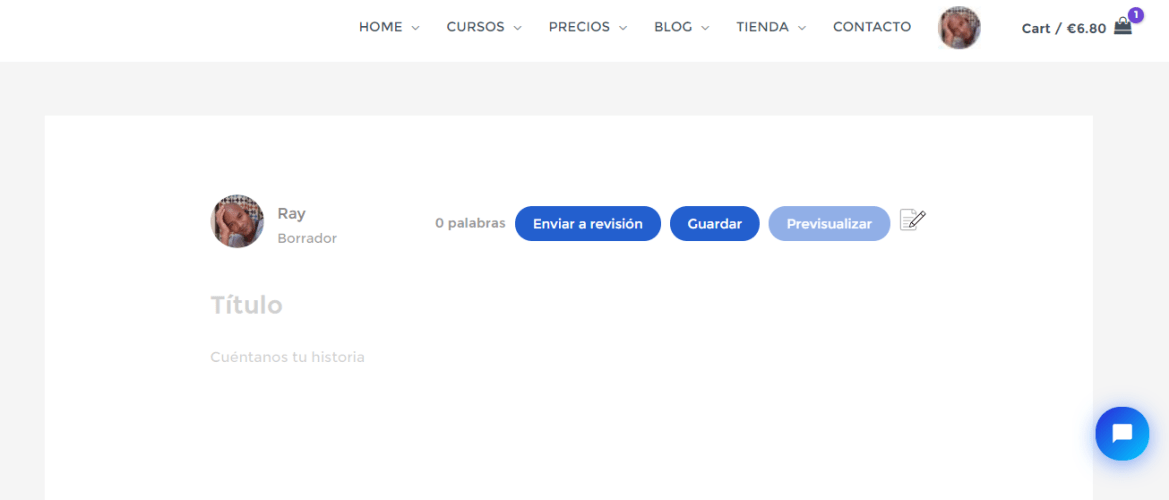 HOME CURSOS PRECIOS BLOG TIENDA CONTACTO Cart / €6.80 1
Ray
Borrador
0 palabras Enviar a revisión Guardar Previsualizar
Título
Cuéntanos tu historia